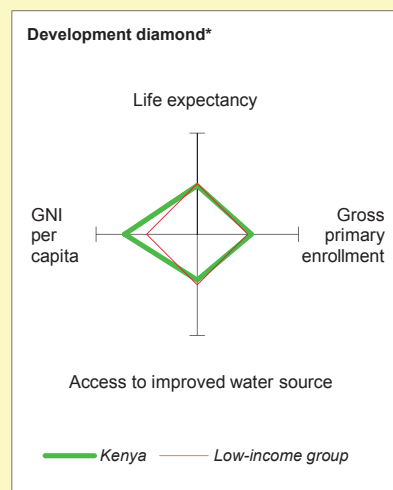 Development diamond*
Life expectancy
GNI
per
capita
Gross
primary
enrollment
Access to improved water source
Kenya
Low-income group